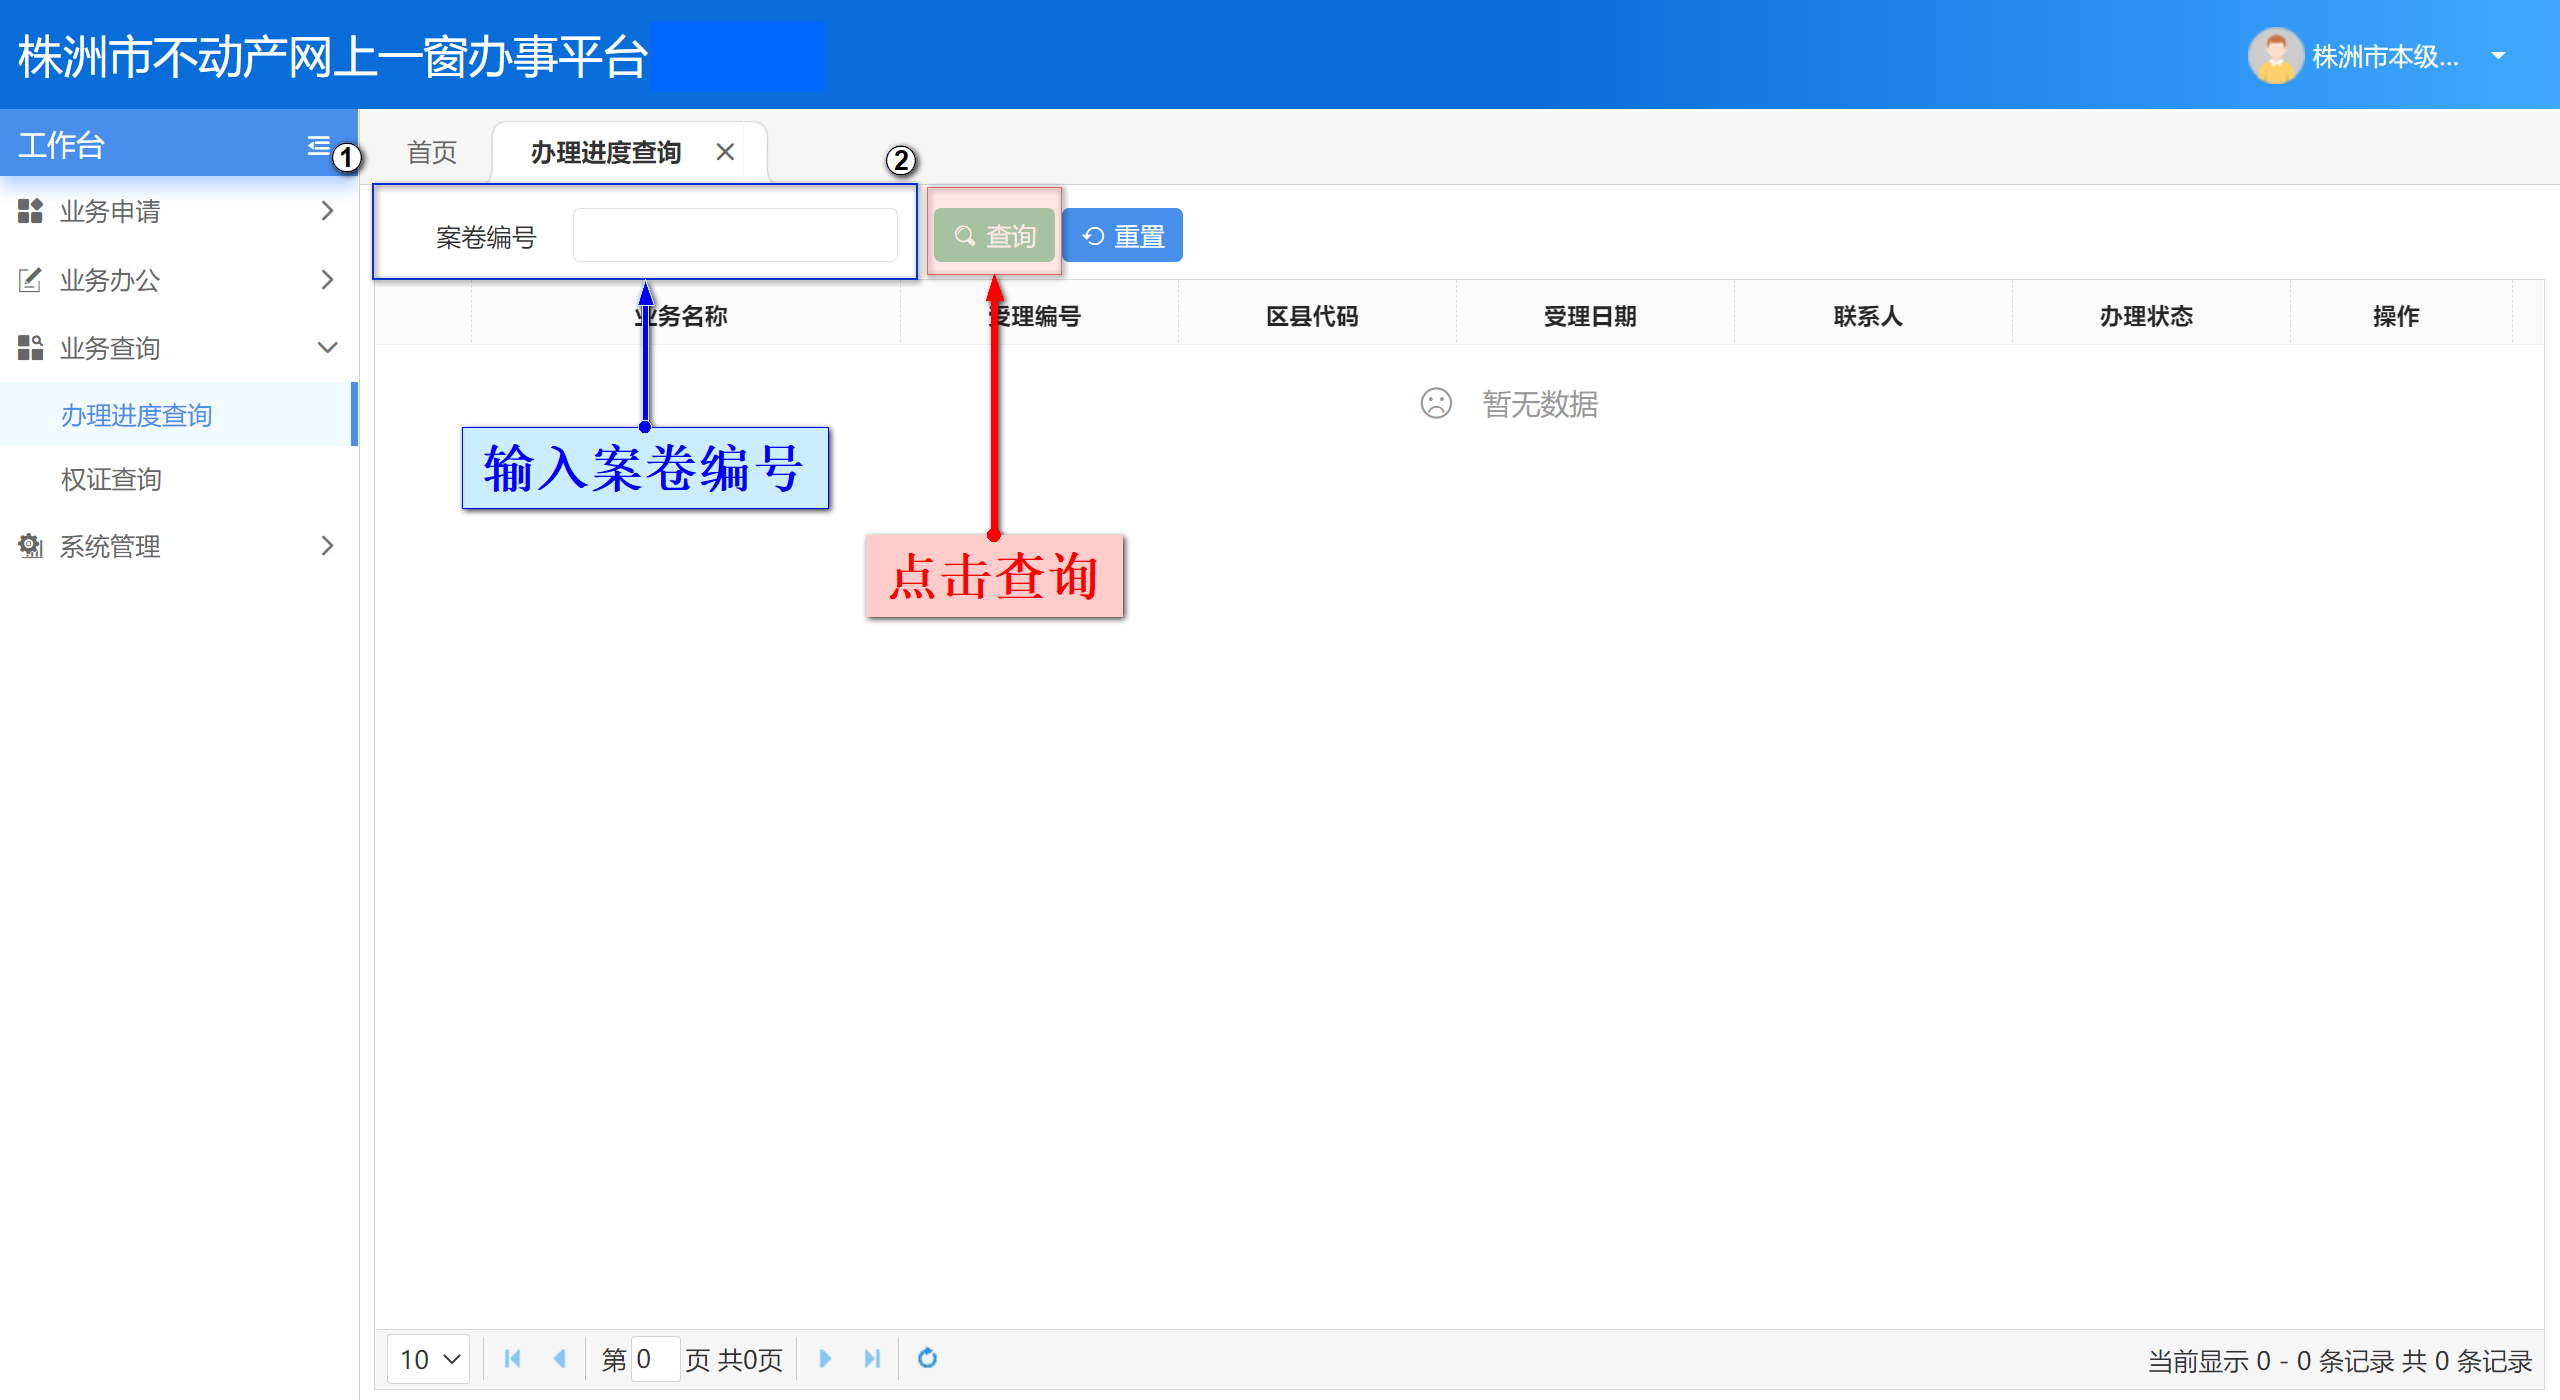 株洲市不动产网上一窗办事平台
株洲市本级...
工作台
①
首页
办理进度查询
②
业务申请
业务办公
业务查询
办理进度查询
权证查询
系统管理
案卷编号
查询
重置
业务名称 受理编号 区县代码 受理日期 联系人 办理状态 操作
暂无数据
输入案卷编号
点击查询
10 第 0 页 共0页
当前显示 0 - 0 条记录 共 0 条记录